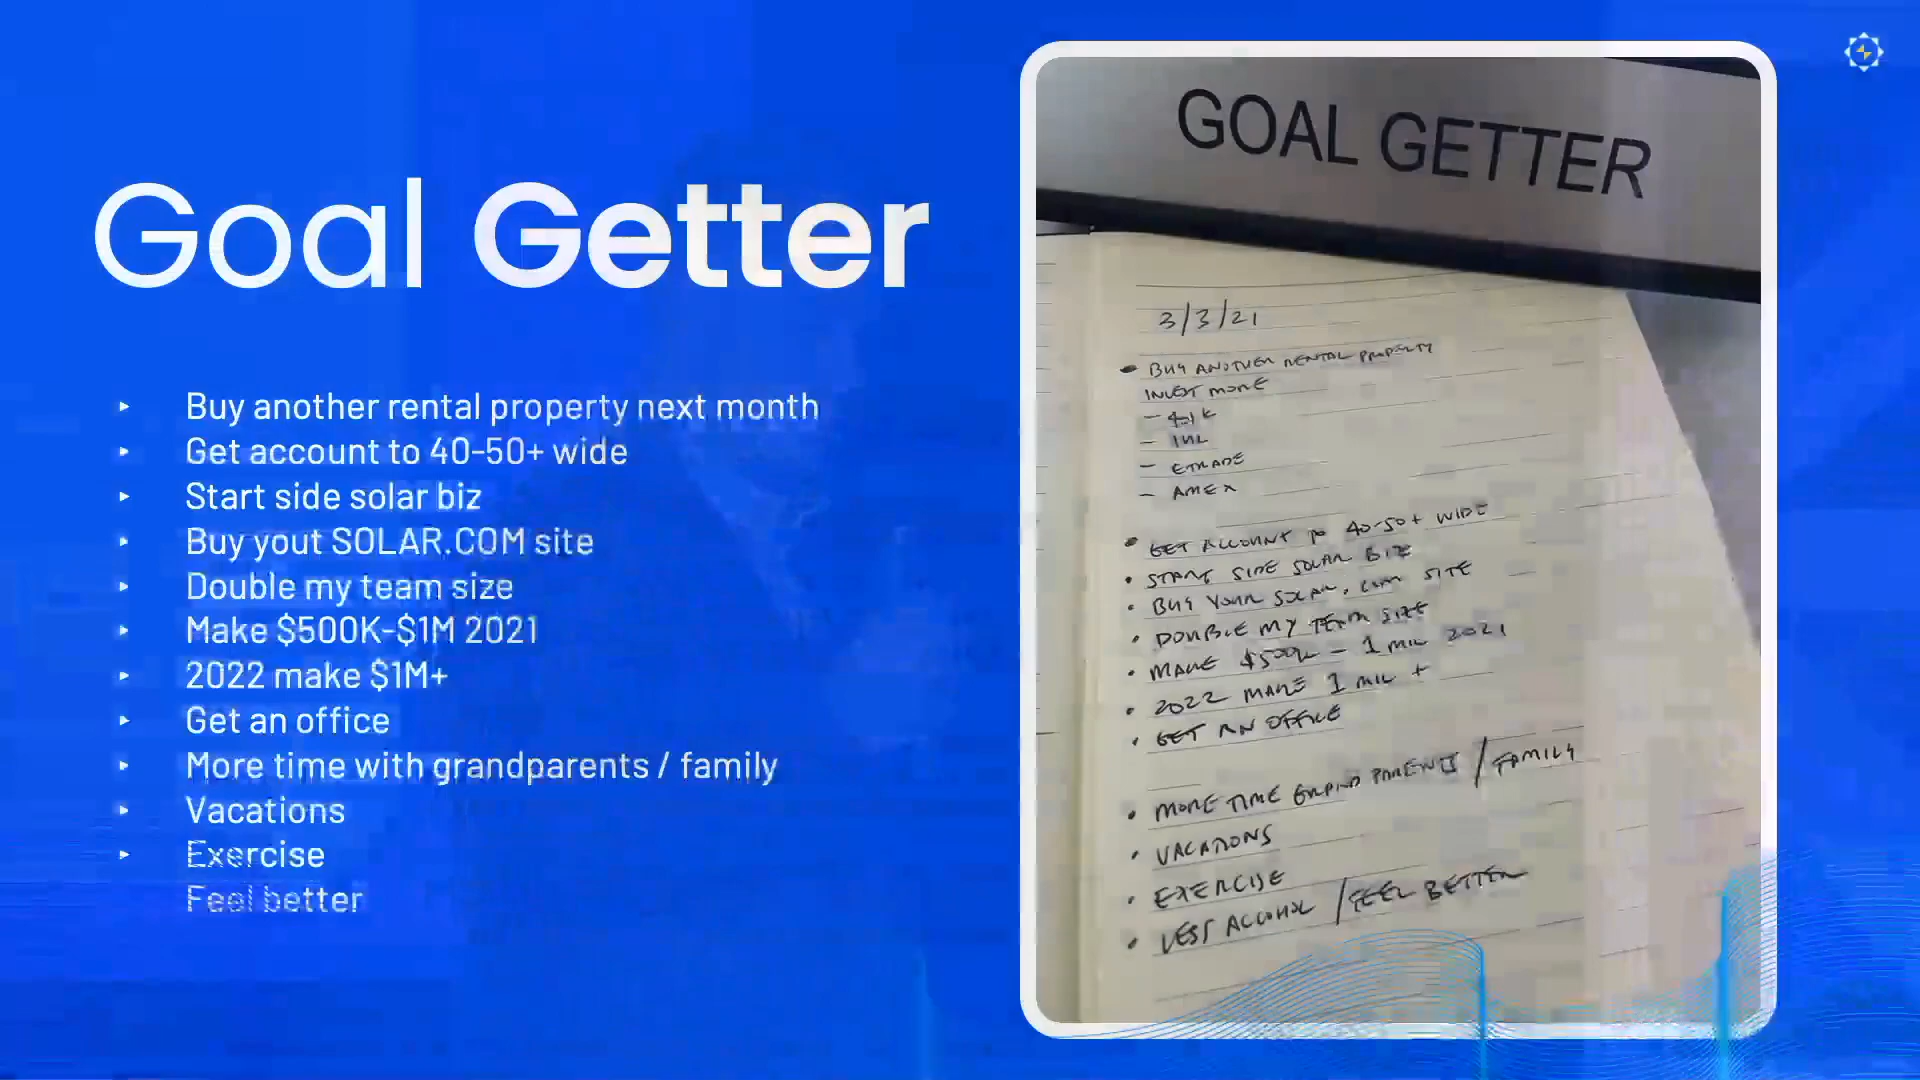 Goal Getter
Buy another rental property next month
Get account to 40-50+ wide
Start side solar biz
Buy yout SOLAR.COM site
Double my team size
Make $500K-$1M 2021
2022 make $1M+
Get an office
More time with grandparents / family
Vacations
Exercise
Feel better
GOAL GETTER
3/3/21
BUY ANOTHER RENTAL PROPERTY
INVEST MORE
- 401K
- IRL
- ETRADE
- AMEX
GET ACCOUNT TO 40-50+ WIDE
START SIDE SOLAR BIZ
BUY YOUR SOLAR.COM SITE
DOUBLE MY TEAM SIZE
MAKE $500K - 1 MIL 2021
2022 MAKE 1 MIL +
GET AN OFFICE
MORE TIME GRAND PARENTS / FAMILY
VACATIONS
EXERCISE
LESS ALCOHOL / FEEL BETTER